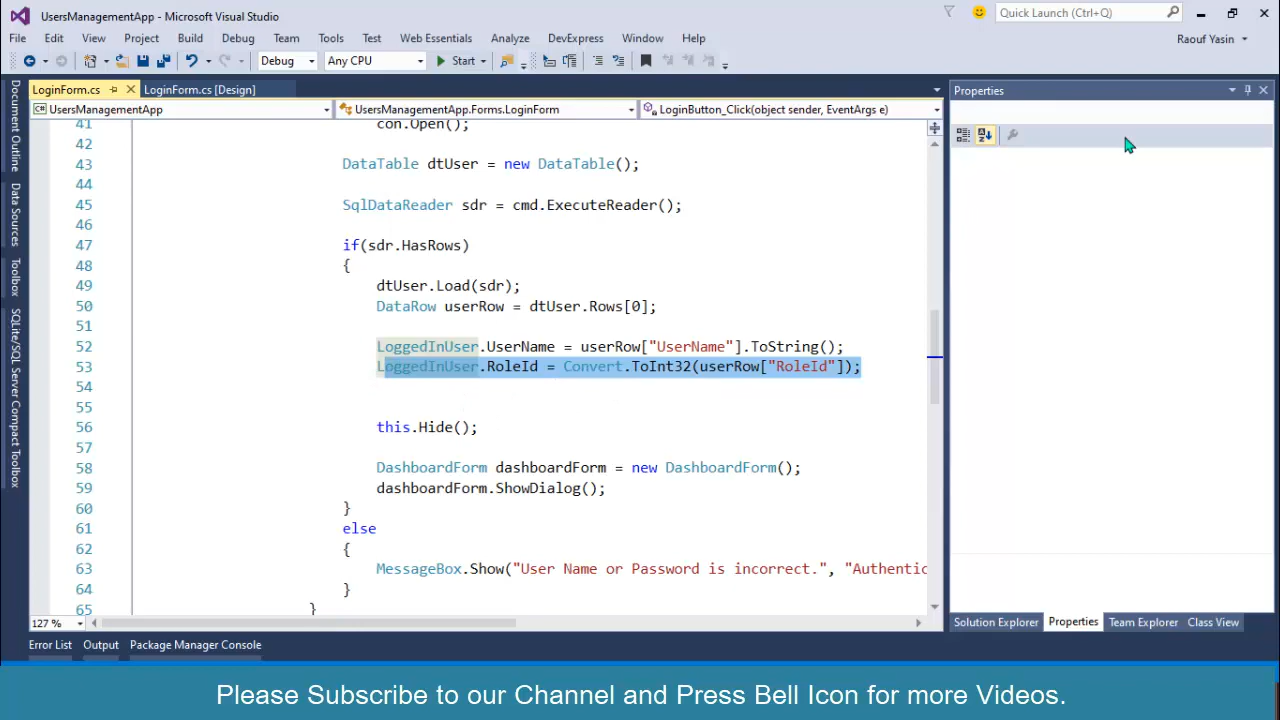 UsersManagementApp - Microsoft Visual Studio
Quick Launch (Ctrl+Q)
File Edit View Project Build Debug Team Tools Test Web Essentials Analyze DevExpress Window Help
Raouf Yasin
Debug Any CPU Start
LoginForm.cs LoginForm.cs [Design]
UsersManagementApp UsersManagementApp.Forms.LoginForm LoginButton_Click(object sender, EventArgs e)
Document Outline
Data Sources
Toolbox
SQLite/SQL Server Compact Toolbox
41 con.Open();
42
43 DataTable dtUser = new DataTable();
44
45 SqlDataReader sdr = cmd.ExecuteReader();
46
47 if(sdr.HasRows)
48 {
49 dtUser.Load(sdr);
50 DataRow userRow = dtUser.Rows[0];
51
52 LoggedInUser.UserName = userRow["UserName"].ToString();
53 LoggedInUser.RoleId = Convert.ToInt32(userRow["RoleId"]);
54
55
56 this.Hide();
57
58 DashboardForm dashboardForm = new DashboardForm();
59 dashboardForm.ShowDialog();
60 }
61 else
62 {
63 MessageBox.Show("User Name or Password is incorrect.", "Authentic
64 }
65 }
127 %
Properties
Solution Explorer Properties Team Explorer Class View
Error List Output Package Manager Console
Please Subscribe to our Channel and Press Bell Icon for more Videos.